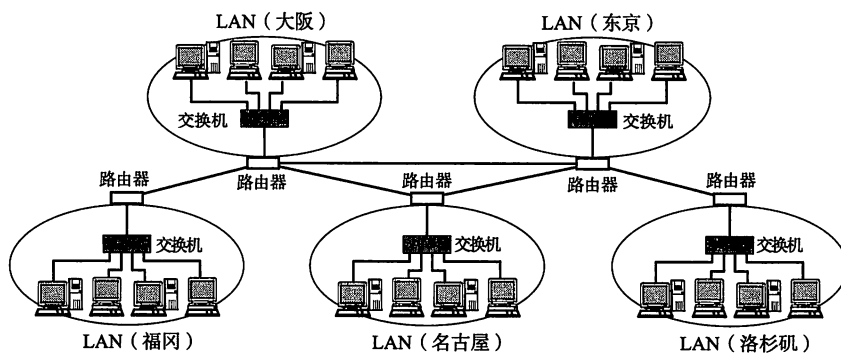 LAN（大阪）
LAN（东京）
交换机
交换机
路由器
路由器
路由器
路由器
路由器
交换机
交换机
交换机
LAN（福冈）
LAN（名古屋）
LAN（洛杉矶）